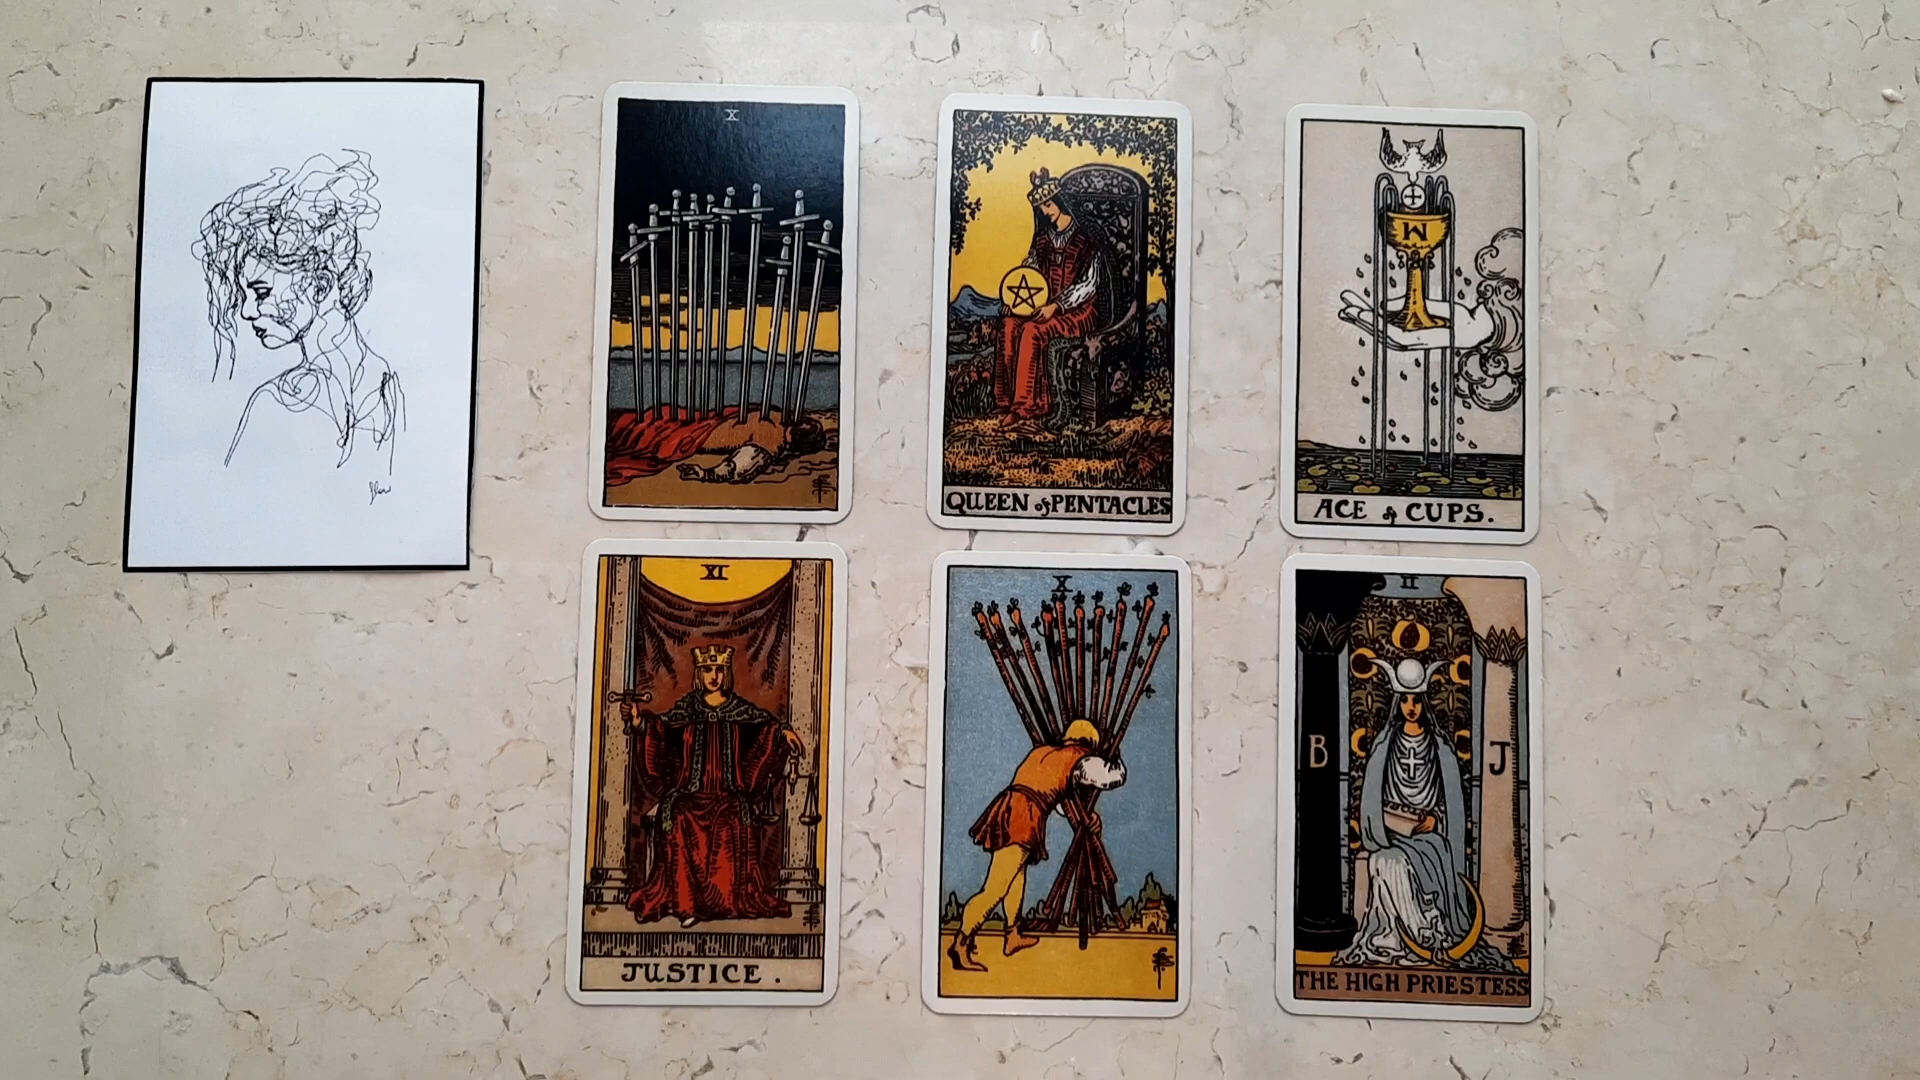 X
QUEEN of PENTACLES
W
ACE of CUPS.
XI
JUSTICE.
X
II
B
J
THE HIGH PRIESTESS